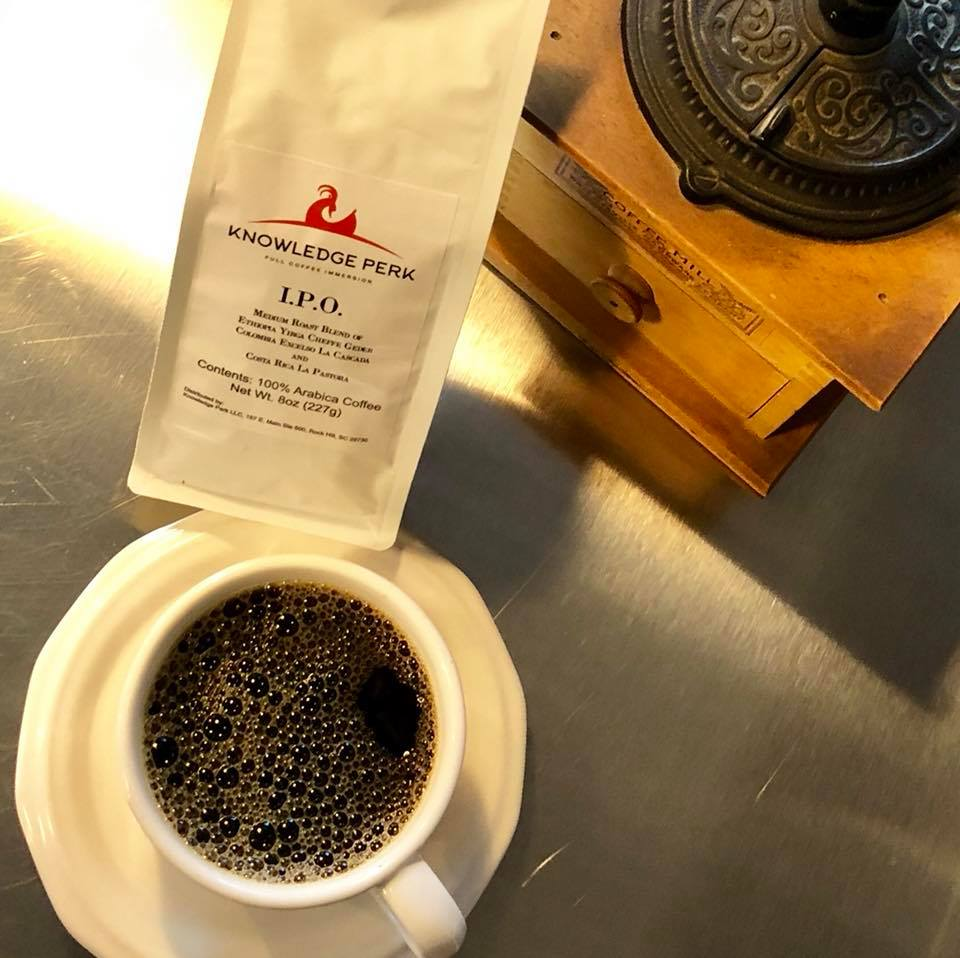 KNOWLEDGE PERK
FULL COFFEE IMMERSION
I.P.O.
MEDIUM ROAST BLEND OF
ETHIOPIA YIRGA CHEFFE GEDEB
COLOMBIA EXCELSO LA CASCADA
AND
COSTA RICA LA PASTORA
Contents: 100% Arabica Coffee
Net Wt. 8oz (227g)
Distributed by:
Knowledge Perk LLC, 157 E. Main Ste 500, Rock Hill, SC 29730
COFFEE MILL